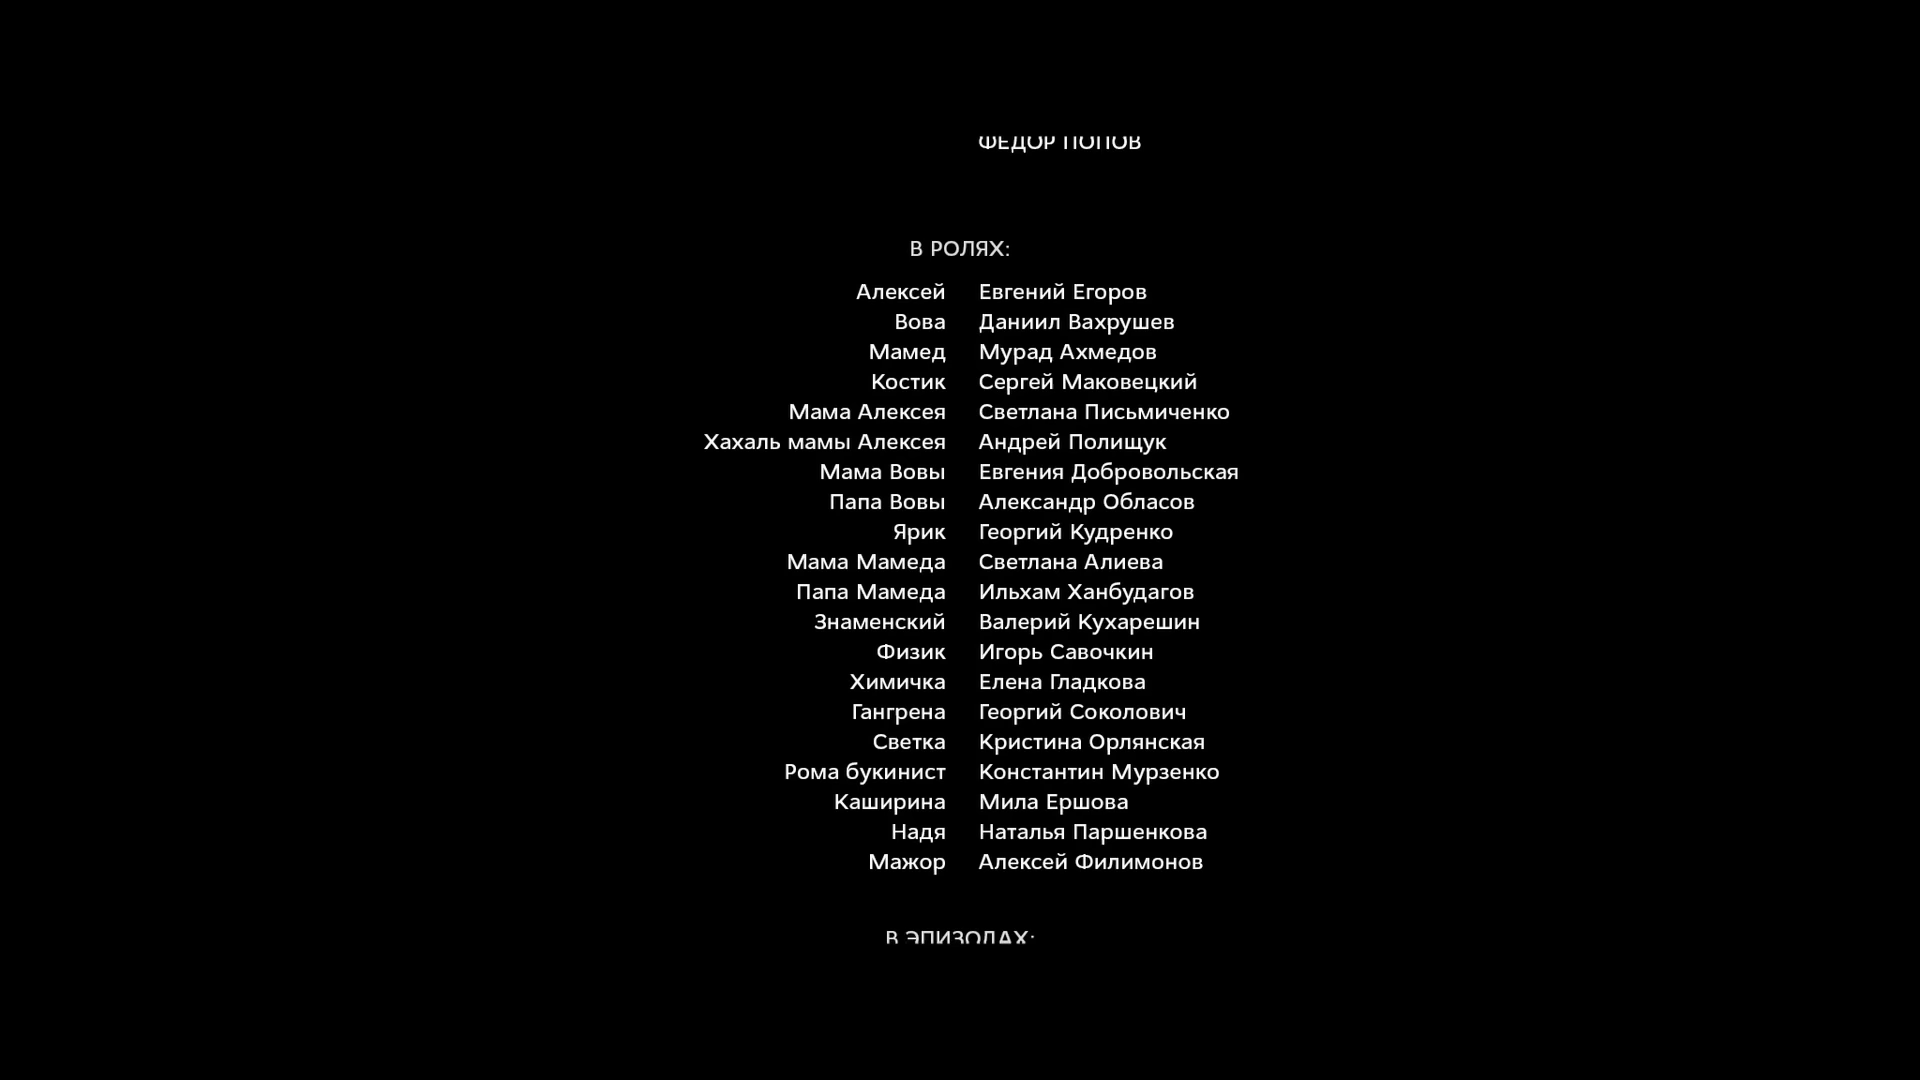 ФЕДОР ПОПОВ
В РОЛЯХ:
Алексей Евгений Егоров
Вова Даниил Вахрушев
Мамед Мурад Ахмедов
Костик Сергей Маковецкий
Мама Алексея Светлана Письмиченко
Хахаль мамы Алексея Андрей Полищук
Мама Вовы Евгения Добровольская
Папа Вовы Александр Обласов
Ярик Георгий Кудренко
Мама Мамеда Светлана Алиева
Папа Мамеда Ильхам Ханбудагов
Знаменский Валерий Кухарешин
Физик Игорь Савочкин
Химичка Елена Гладкова
Гангрена Георгий Соколович
Светка Кристина Орлянская
Рома букинист Константин Мурзенко
Каширина Мила Ершова
Надя Наталья Паршенкова
Мажор Алексей Филимонов
В ЭПИЗОДАХ: